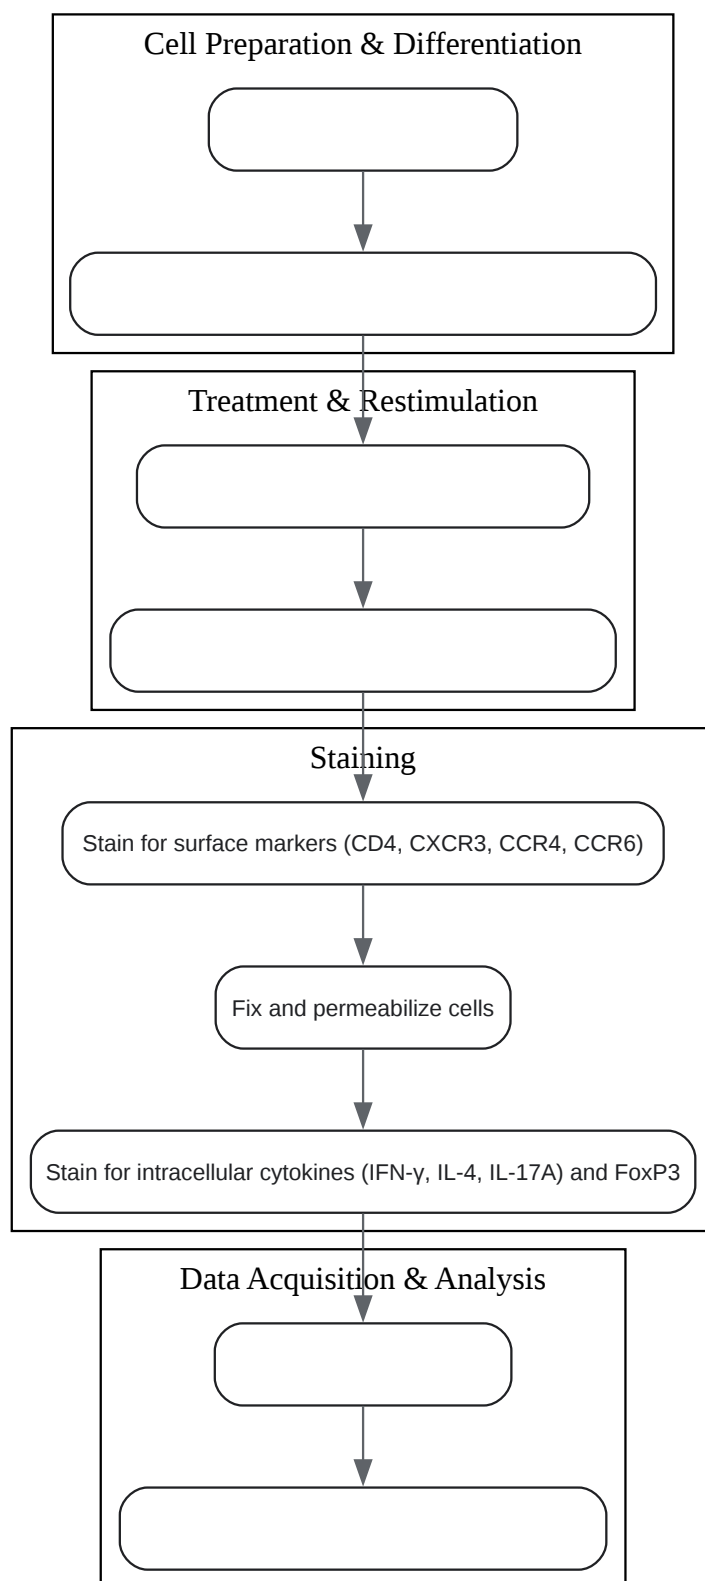 Cell Preparation & Differentiation
Treatment & Restimulation
Staining
Stain for surface markers (CD4, CXCR3, CCR4, CCR6)
Fix and permeabilize cells
Stain for intracellular cytokines (IFN-γ, IL-4, IL-17A) and FoxP3
Data Acquisition & Analysis